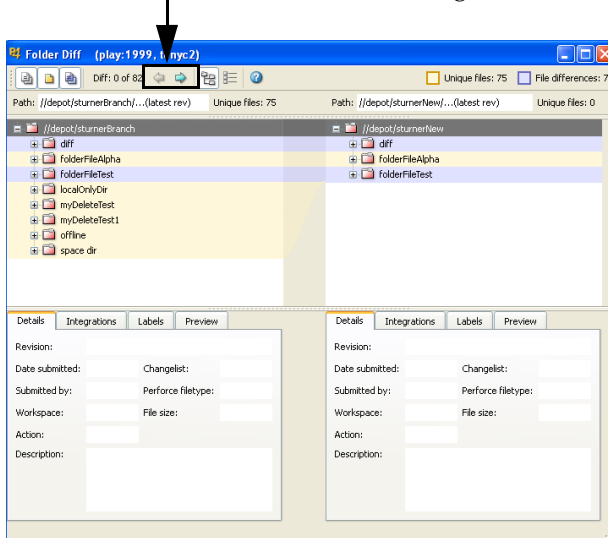 Folder Diff (play:1999, tonyc2)
Diff: 0 of 82
Unique files: 75
File differences: 7
Path: //depot/sturnerBranch/...(latest rev)
Unique files: 75
Path: //depot/sturnerNew/...(latest rev)
Unique files: 0
//depot/sturnerBranch
diff
folderFileAlpha
folderFileTest
localOnlyDir
myDeleteTest
myDeleteTest1
offline
space dir
//depot/sturnerNew
diff
folderFileAlpha
folderFileTest
Details Integrations Labels Preview
Revision:
Date submitted: Changelist:
Submitted by: Perforce filetype:
Workspace: File size:
Action:
Description:
Details Integrations Labels Preview
Revision:
Date submitted: Changelist:
Submitted by: Perforce filetype:
Workspace: File size:
Action:
Description: